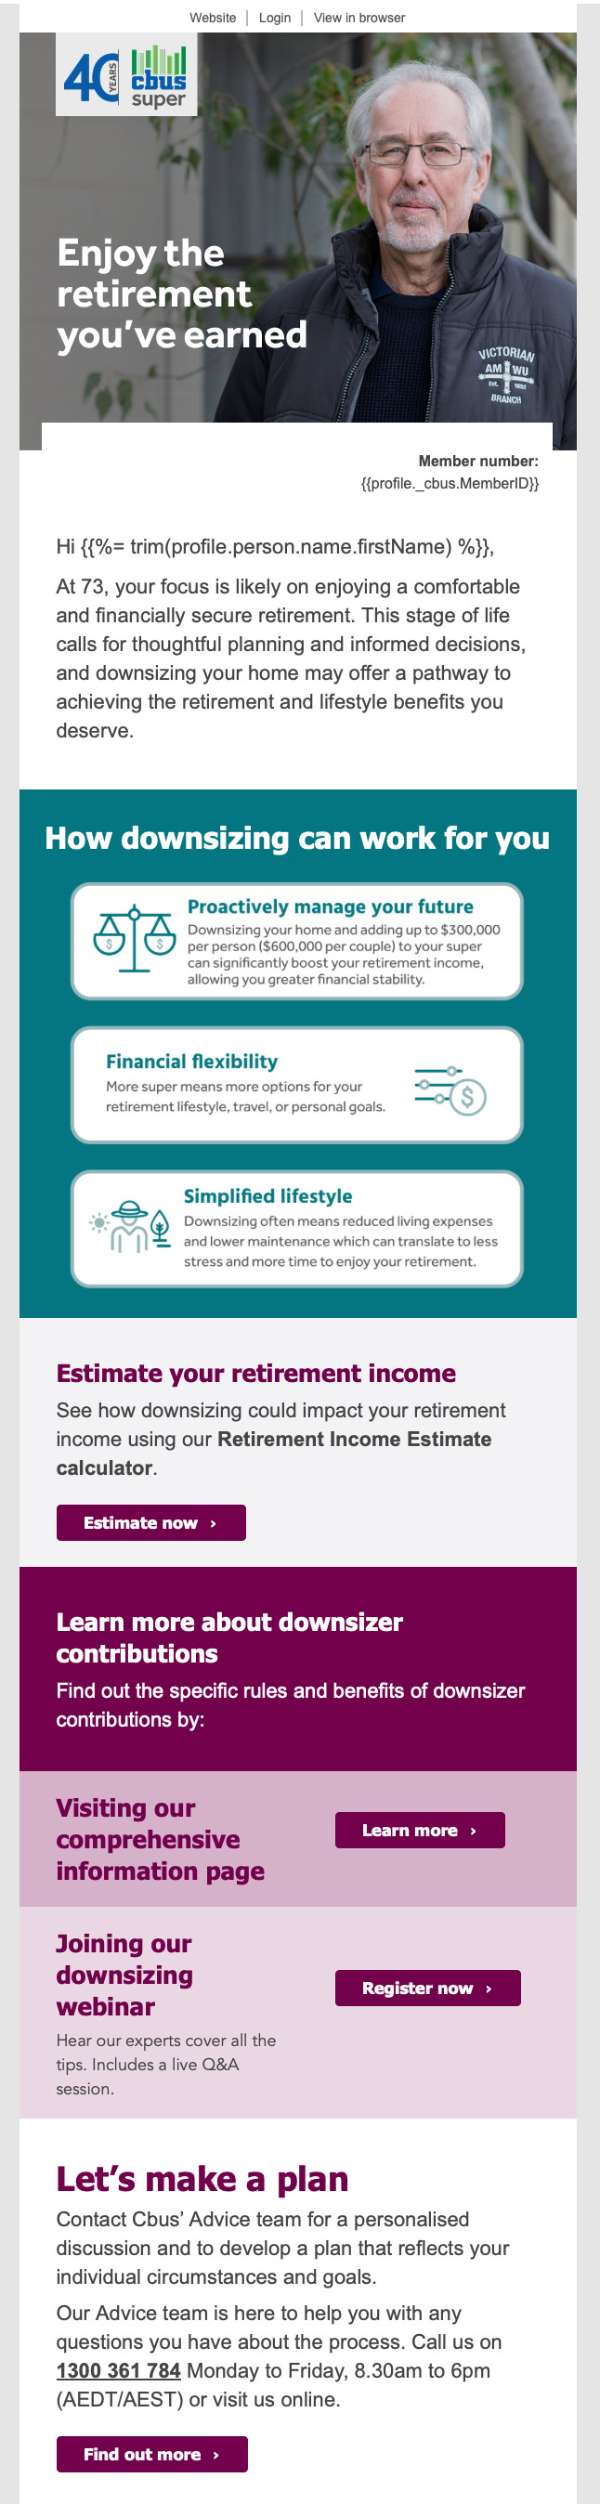 Website | Login | View in browser
40 YEARS
cbus
super
Enjoy the
retirement
you've earned
VICTORIAN
AM WU
Est.
BRANCH
Member number:
{{profile._cbus.MemberID}}
Hi {{%= trim(profile.person.name.firstName) %}},
At 73, your focus is likely on enjoying a comfortable
and financially secure retirement. This stage of life
calls for thoughtful planning and informed decisions,
and downsizing your home may offer a pathway to
achieving the retirement and lifestyle benefits you
deserve.
How downsizing can work for you
Proactively manage your future
Downsizing your home and adding up to $300,000
per person ($600,000 per couple) to your super
can significantly boost your retirement income,
allowing you greater financial stability.
$ $
Financial flexibility
More super means more options for your
retirement lifestyle, travel, or personal goals.
$
Simplified lifestyle
Downsizing often means reduced living expenses
and lower maintenance which can translate to less
stress and more time to enjoy your retirement.
Estimate your retirement income
See how downsizing could impact your retirement
income using our Retirement Income Estimate
calculator.
Estimate now ›
Learn more about downsizer
contributions
Find out the specific rules and benefits of downsizer
contributions by:
Visiting our
comprehensive
information page
Learn more ›
Joining our
downsizing
webinar
Hear our experts cover all the
tips. Includes a live Q&A
session.
Register now ›
Let's make a plan
Contact Cbus' Advice team for a personalised
discussion and to develop a plan that reflects your
individual circumstances and goals.
Our Advice team is here to help you with any
questions you have about the process. Call us on
1300 361 784 Monday to Friday, 8.30am to 6pm
(AEDT/AEST) or visit us online.
Find out more ›